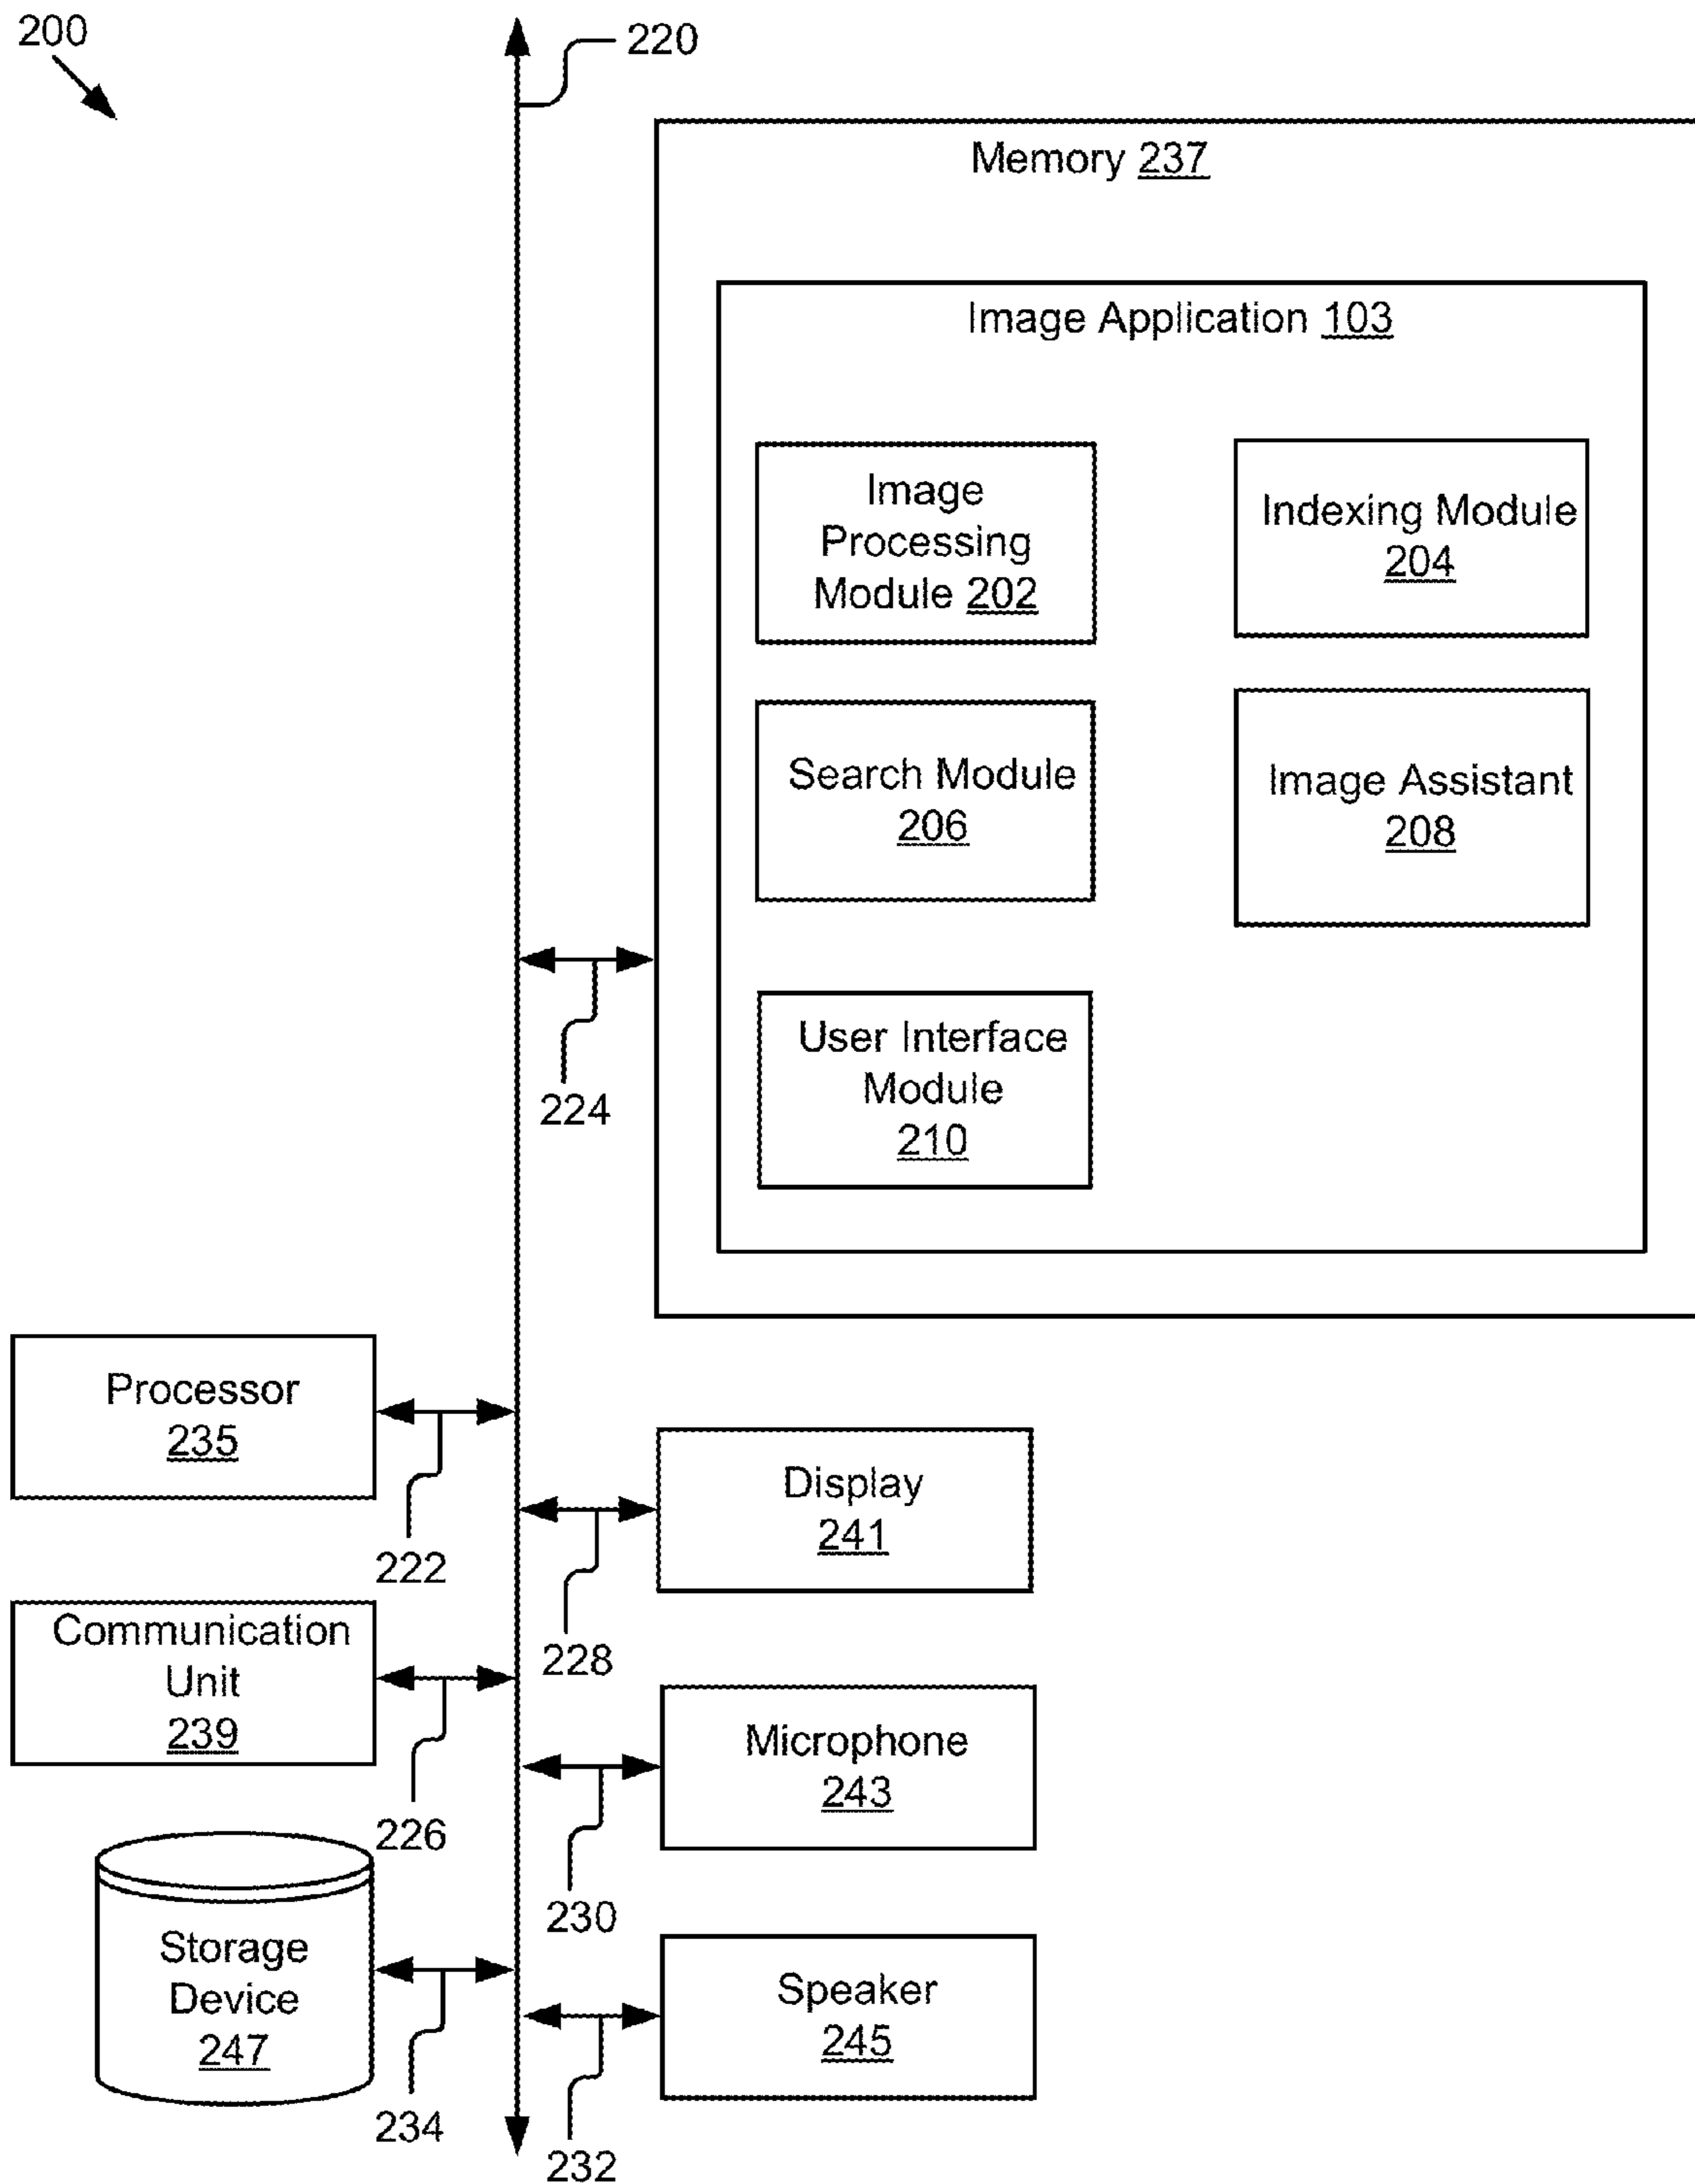 200
220
Memory 237
Image Application 103
Image
Processing
Module 202
Indexing Module
204
Search Module
206
Image Assistant
208
224
User Interface
Module
210
Processor
235
222
Display
241
228
Communication
Unit
239
226
Microphone
243
230
Storage
Device
247
234
Speaker
245
232